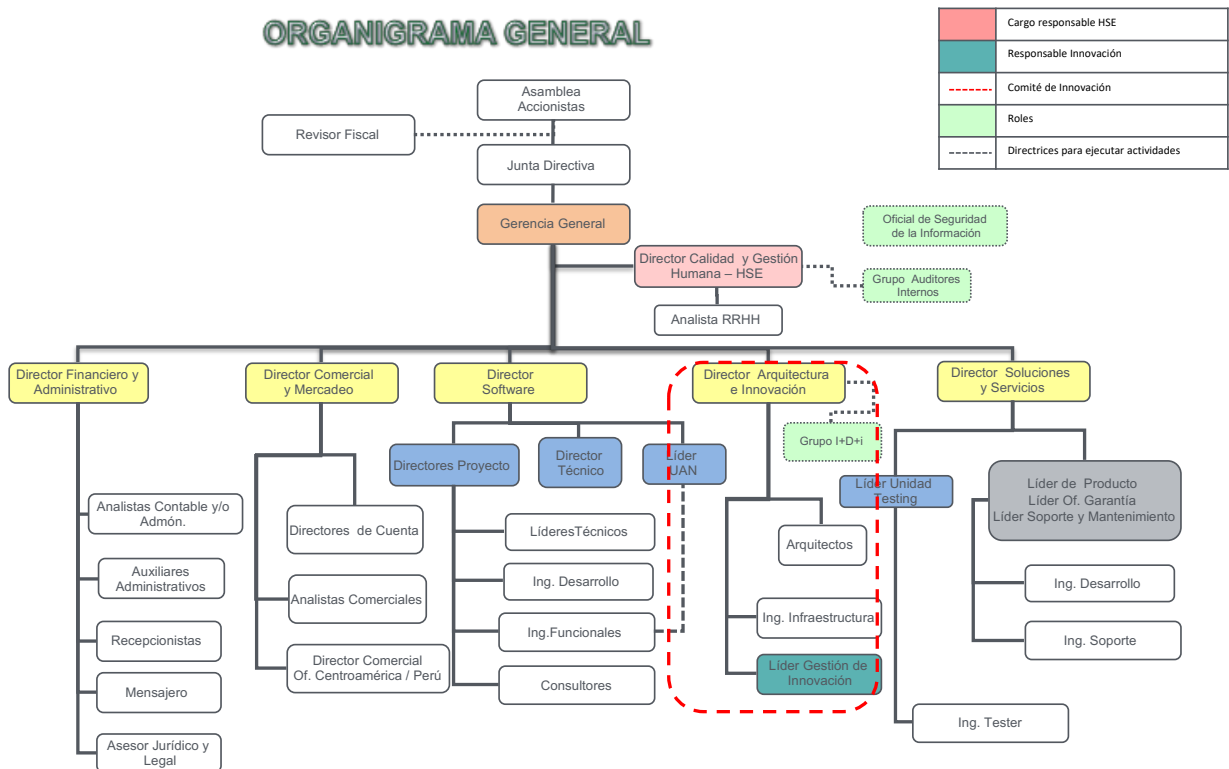 ORGANIGRAMA GENERAL
Cargo responsable HSE
Responsable Innovación
Comité de Innovación
Roles
Directrices para ejecutar actividades
Asamblea
Accionistas
Revisor Fiscal
Junta Directiva
Gerencia General
Oficial de Seguridad
de la Información
Director Calidad y Gestión
Humana – HSE
Grupo Auditores
Internos
Analista RRHH
Director Financiero y
Administrativo
Director Comercial
y Mercadeo
Director
Software
Director Arquitectura
e Innovación
Director Soluciones
y Servicios
Grupo I+D+i
Directores Proyecto
Director
Técnico
Líder
UAN
Líder Unidad
Testing
Líder de Producto
Líder Of. Garantía
Líder Soporte y Mantenimiento
Analistas Contable y/o
Admón.
Directores de Cuenta
LíderesTécnicos
Arquitectos
Auxiliares
Administrativos
Analistas Comerciales
Ing. Desarrollo
Ing. Desarrollo
Recepcionistas
Ing.Funcionales
Ing. Infraestructura
Ing. Soporte
Director Comercial
Of. Centroamérica / Perú
Mensajero
Consultores
Líder Gestión de
Innovación
Ing. Tester
Asesor Jurídico y
Legal